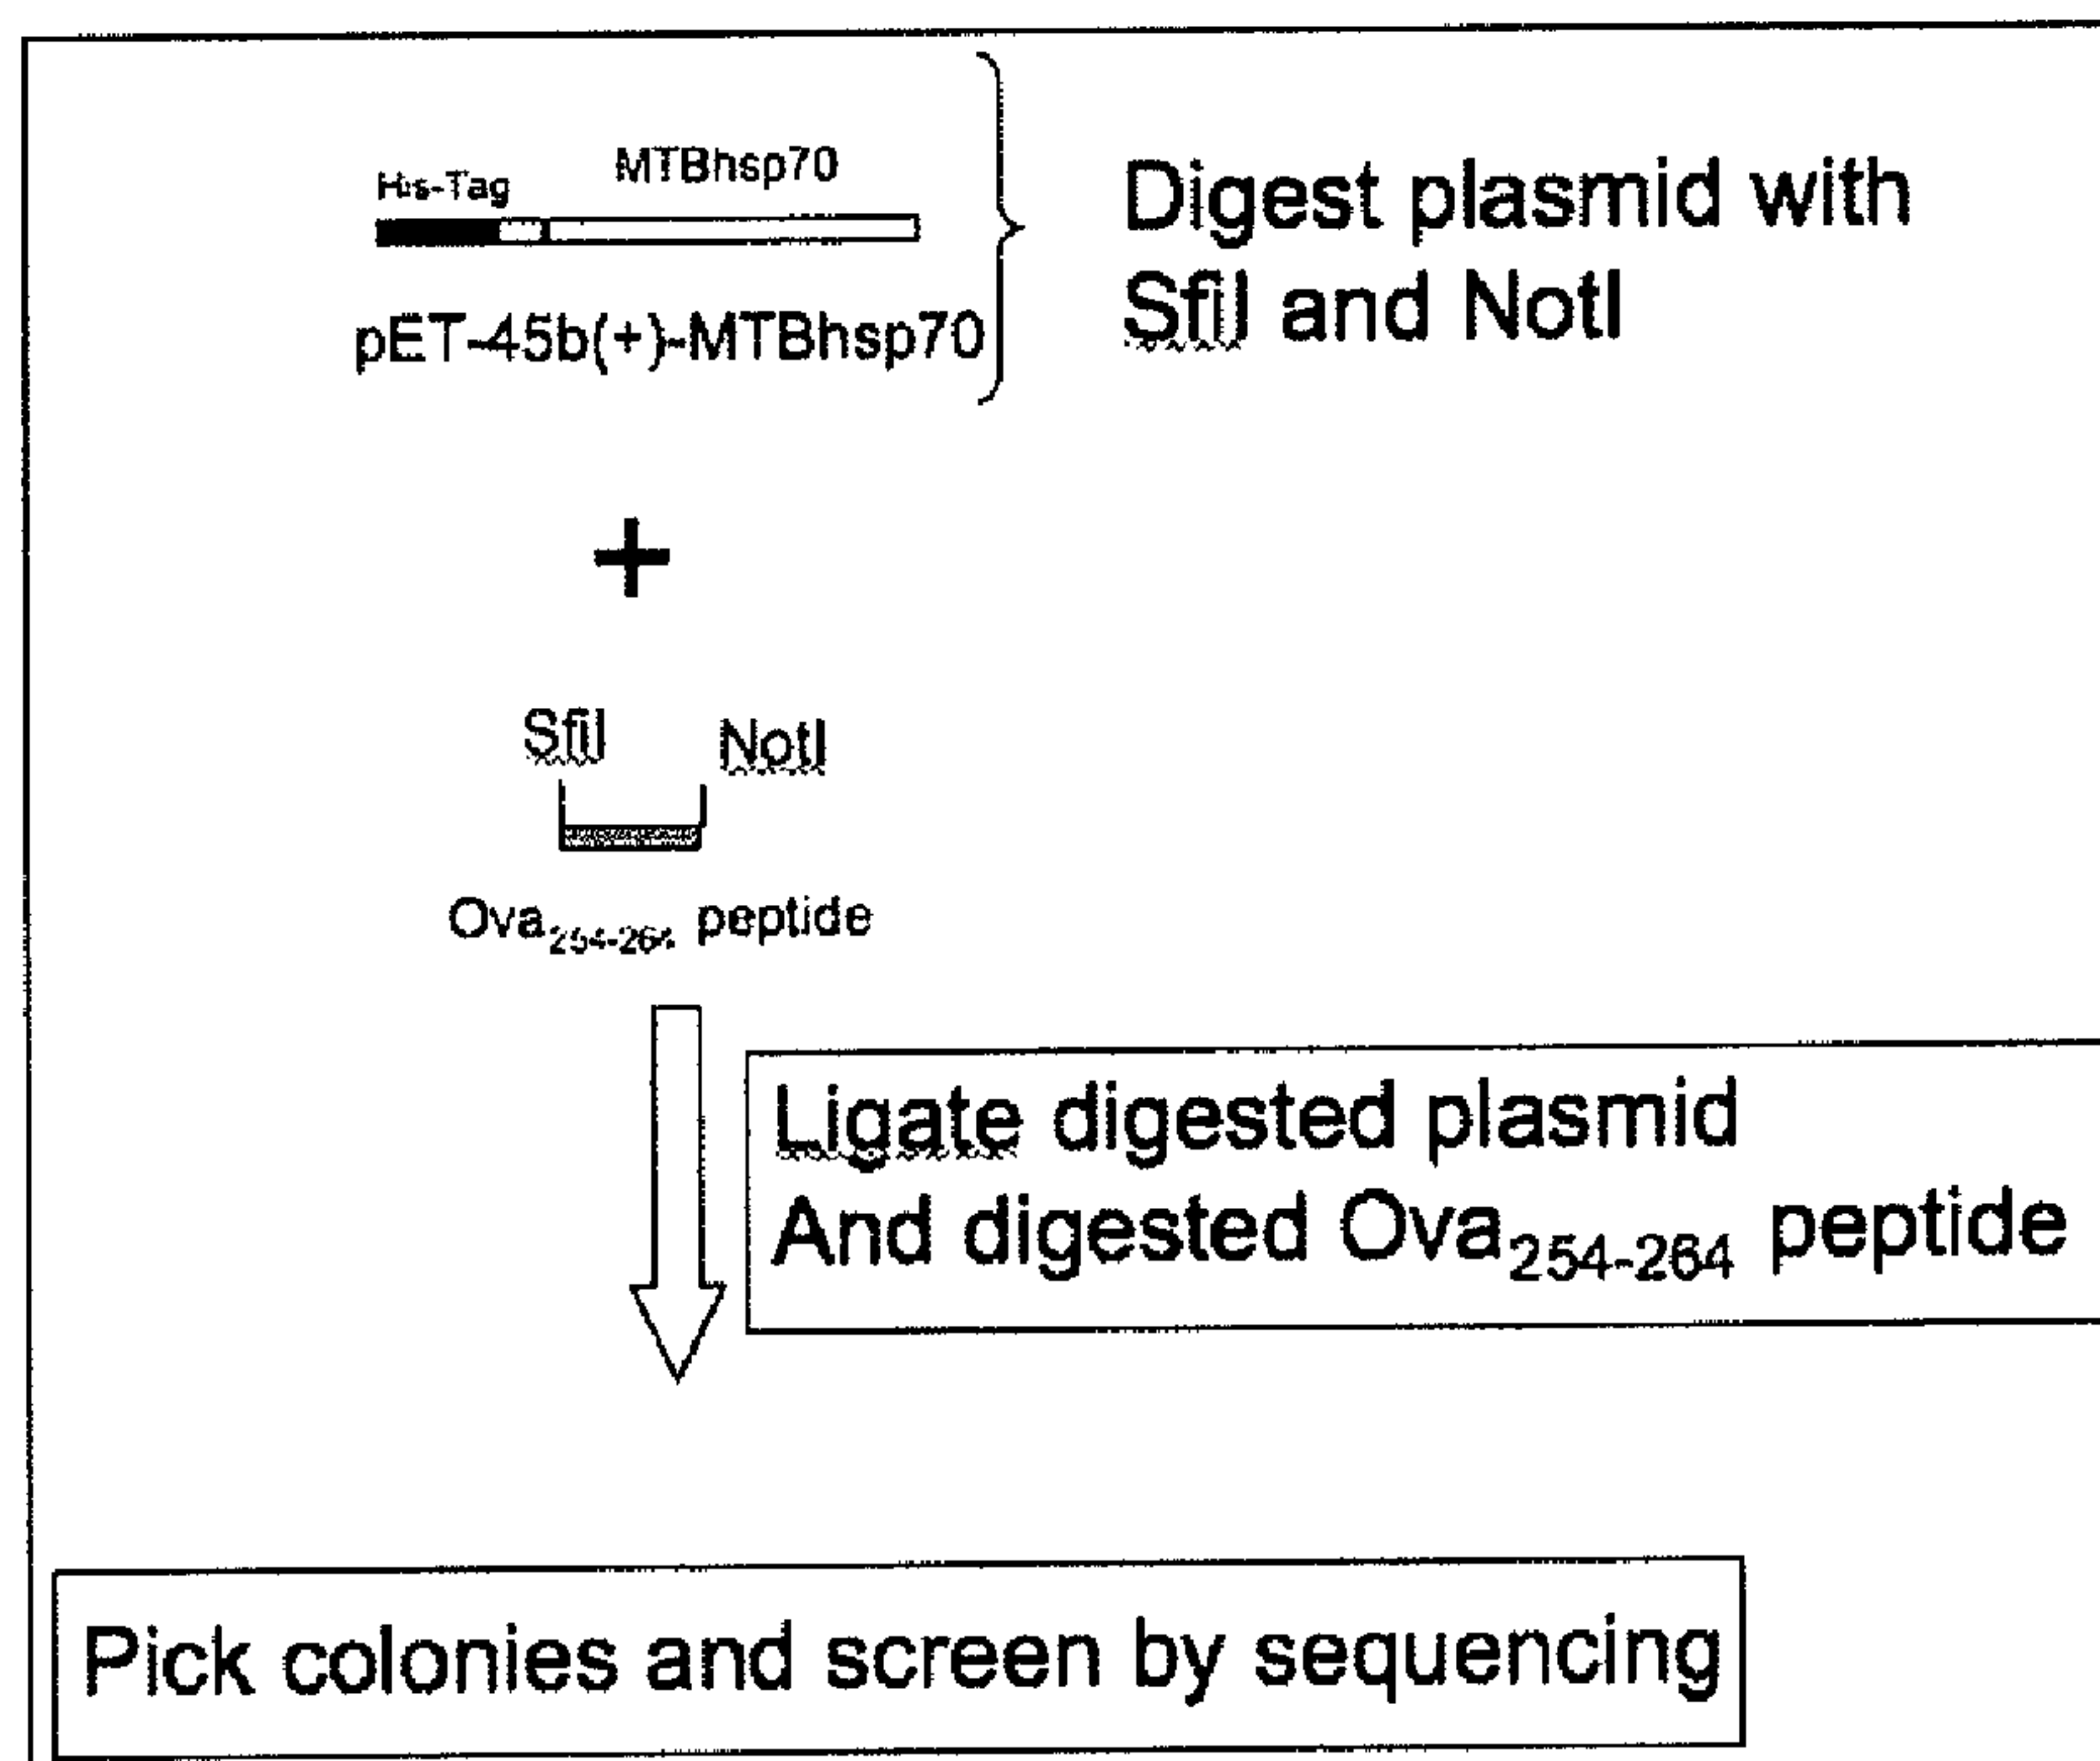 His-Tag
MTBhsp70
pET-45b(+)-MTBhsp70
Digest plasmid with
SfiI and NotI
+
SfiI
NotI
Ova254-264 peptide
Ligate digested plasmid
And digested Ova254-264 peptide
Pick colonies and screen by sequencing